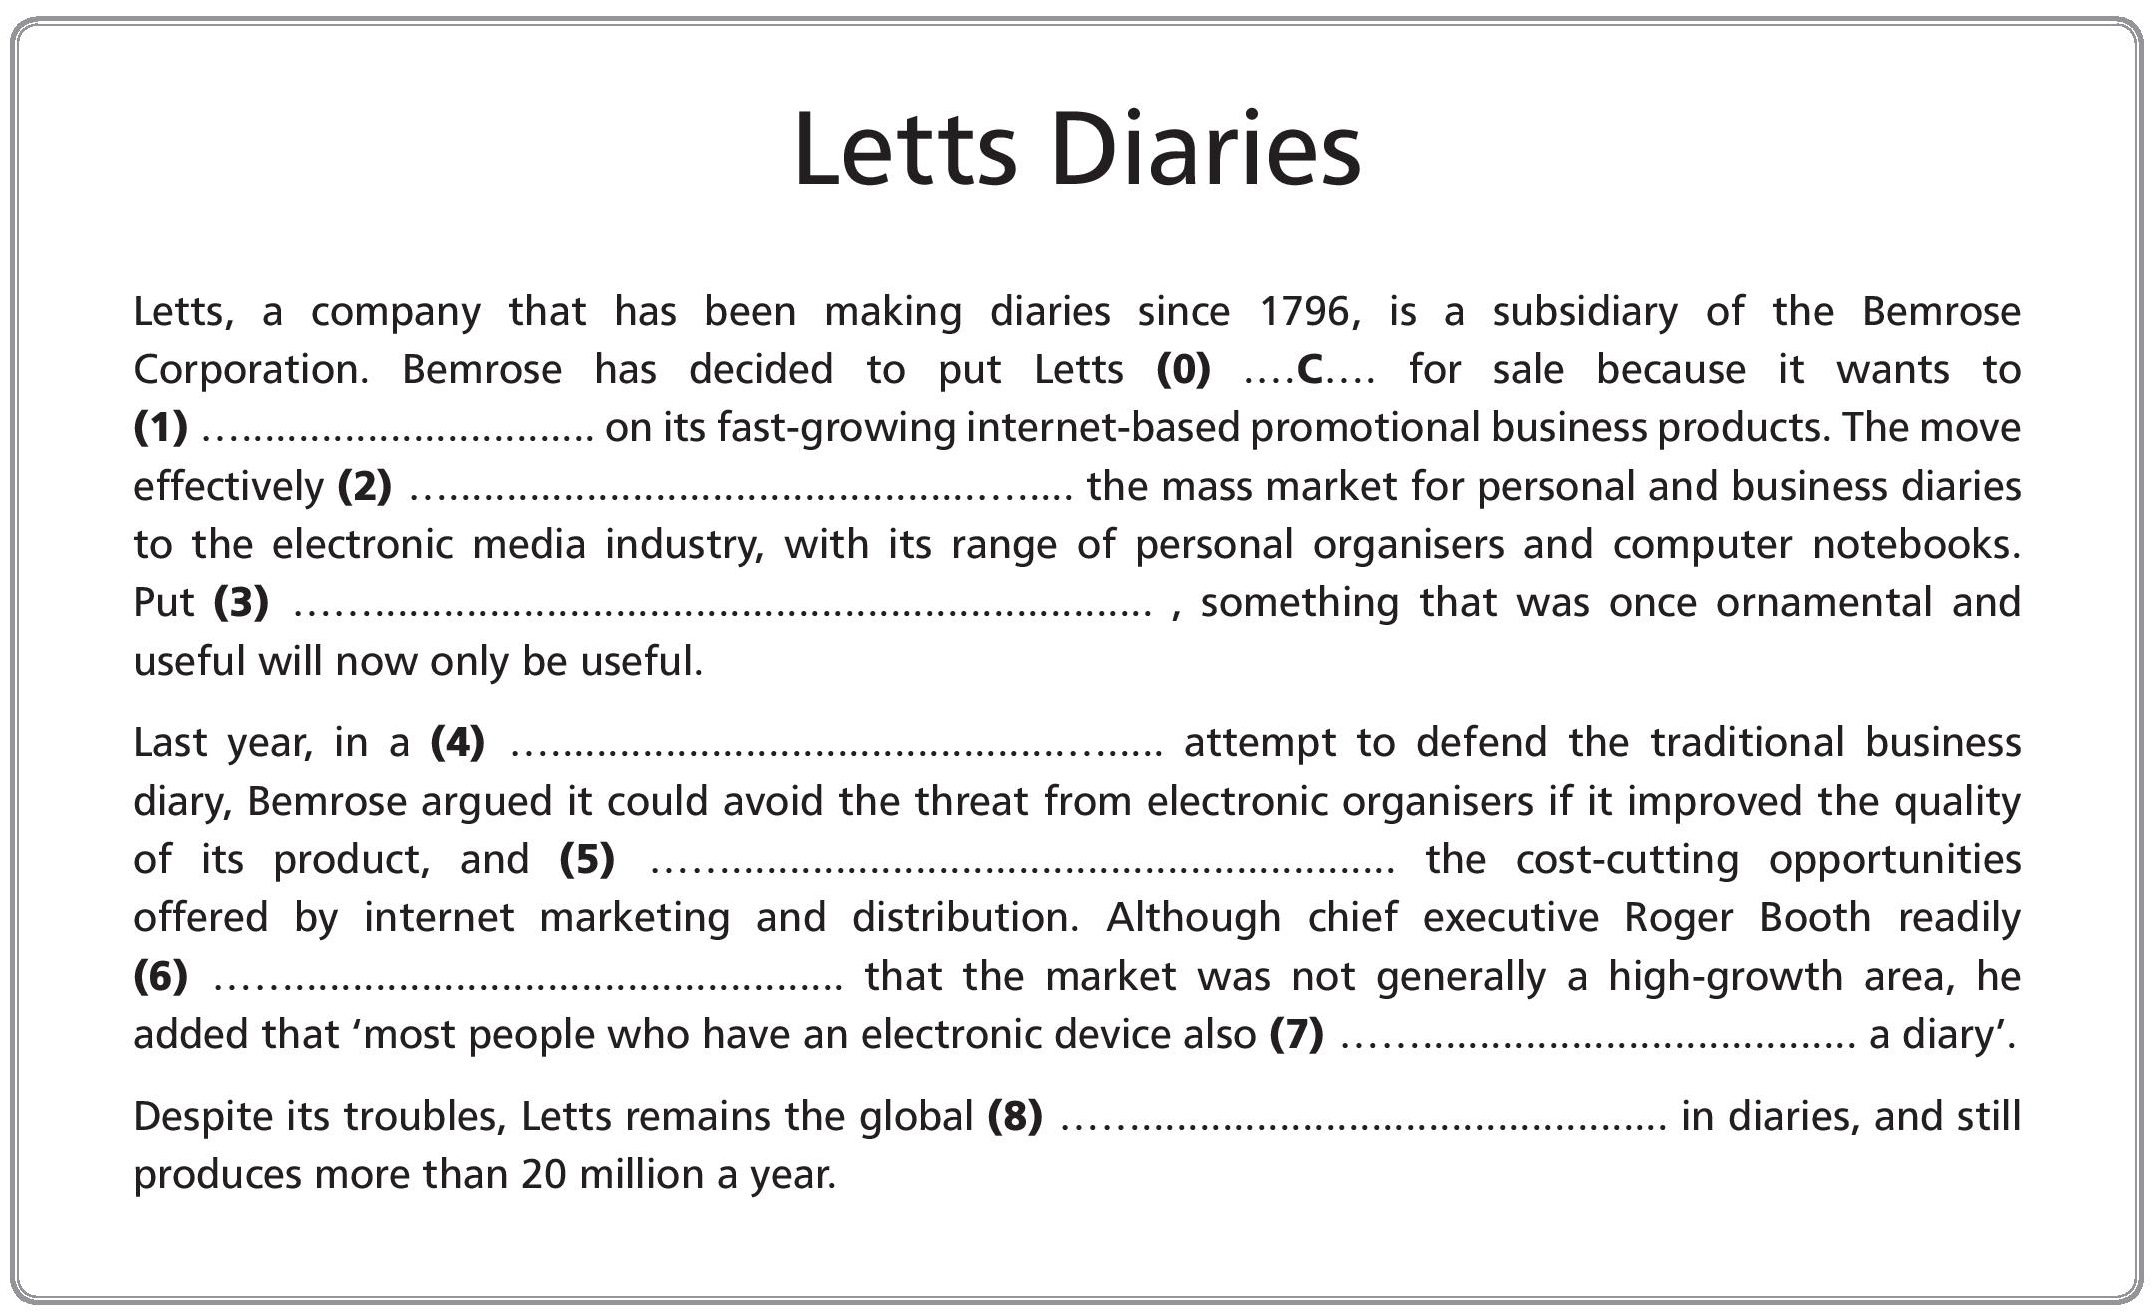 Letts Diaries
Letts, a company that has been making diaries since 1796, is a subsidiary of the Bemrose
Corporation. Bemrose has decided to put Letts (0) ....C.... for sale because it wants to
(1) .................................. on its fast-growing internet-based promotional business products. The move
effectively (2) .......................................................... the mass market for personal and business diaries
to the electronic media industry, with its range of personal organisers and computer notebooks.
Put (3) .......................................................................... , something that was once ornamental and
useful will now only be useful.
Last year, in a (4) .......................................................... attempt to defend the traditional business
diary, Bemrose argued it could avoid the threat from electronic organisers if it improved the quality
of its product, and (5) ................................................................ the cost-cutting opportunities
offered by internet marketing and distribution. Although chief executive Roger Booth readily
(6) ...................................................... that the market was not generally a high-growth area, he
added that ‘most people who have an electronic device also (7) ............................................ a diary’.
Despite its troubles, Letts remains the global (8) .................................................... in diaries, and still
produces more than 20 million a year.